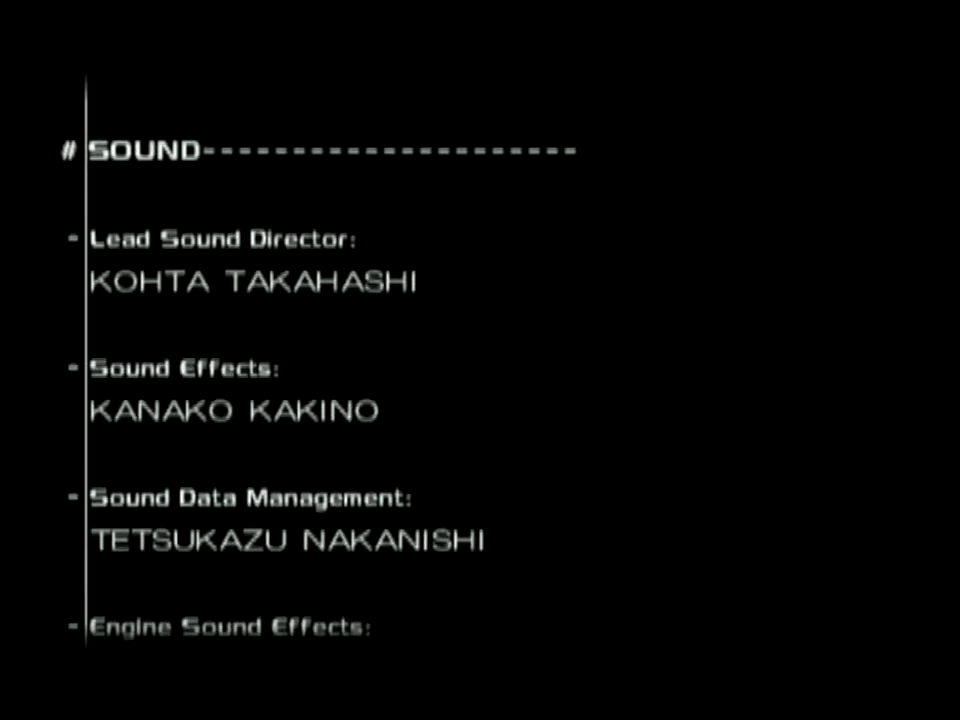 # SOUND---------------------
- Lead Sound Director:
KOHTA TAKAHASHI
- Sound Effects:
KANAKO KAKINO
- Sound Data Management:
TETSUKAZU NAKANISHI
- Engine Sound Effects: